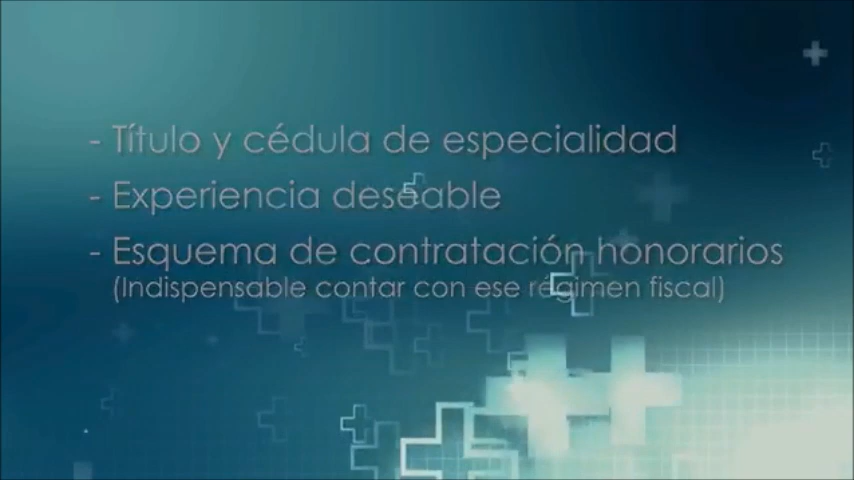 - Título y cédula de especialidad
- Experiencia deseable
- Esquema de contratación honorarios
(Indispensable contar con ese régimen fiscal)